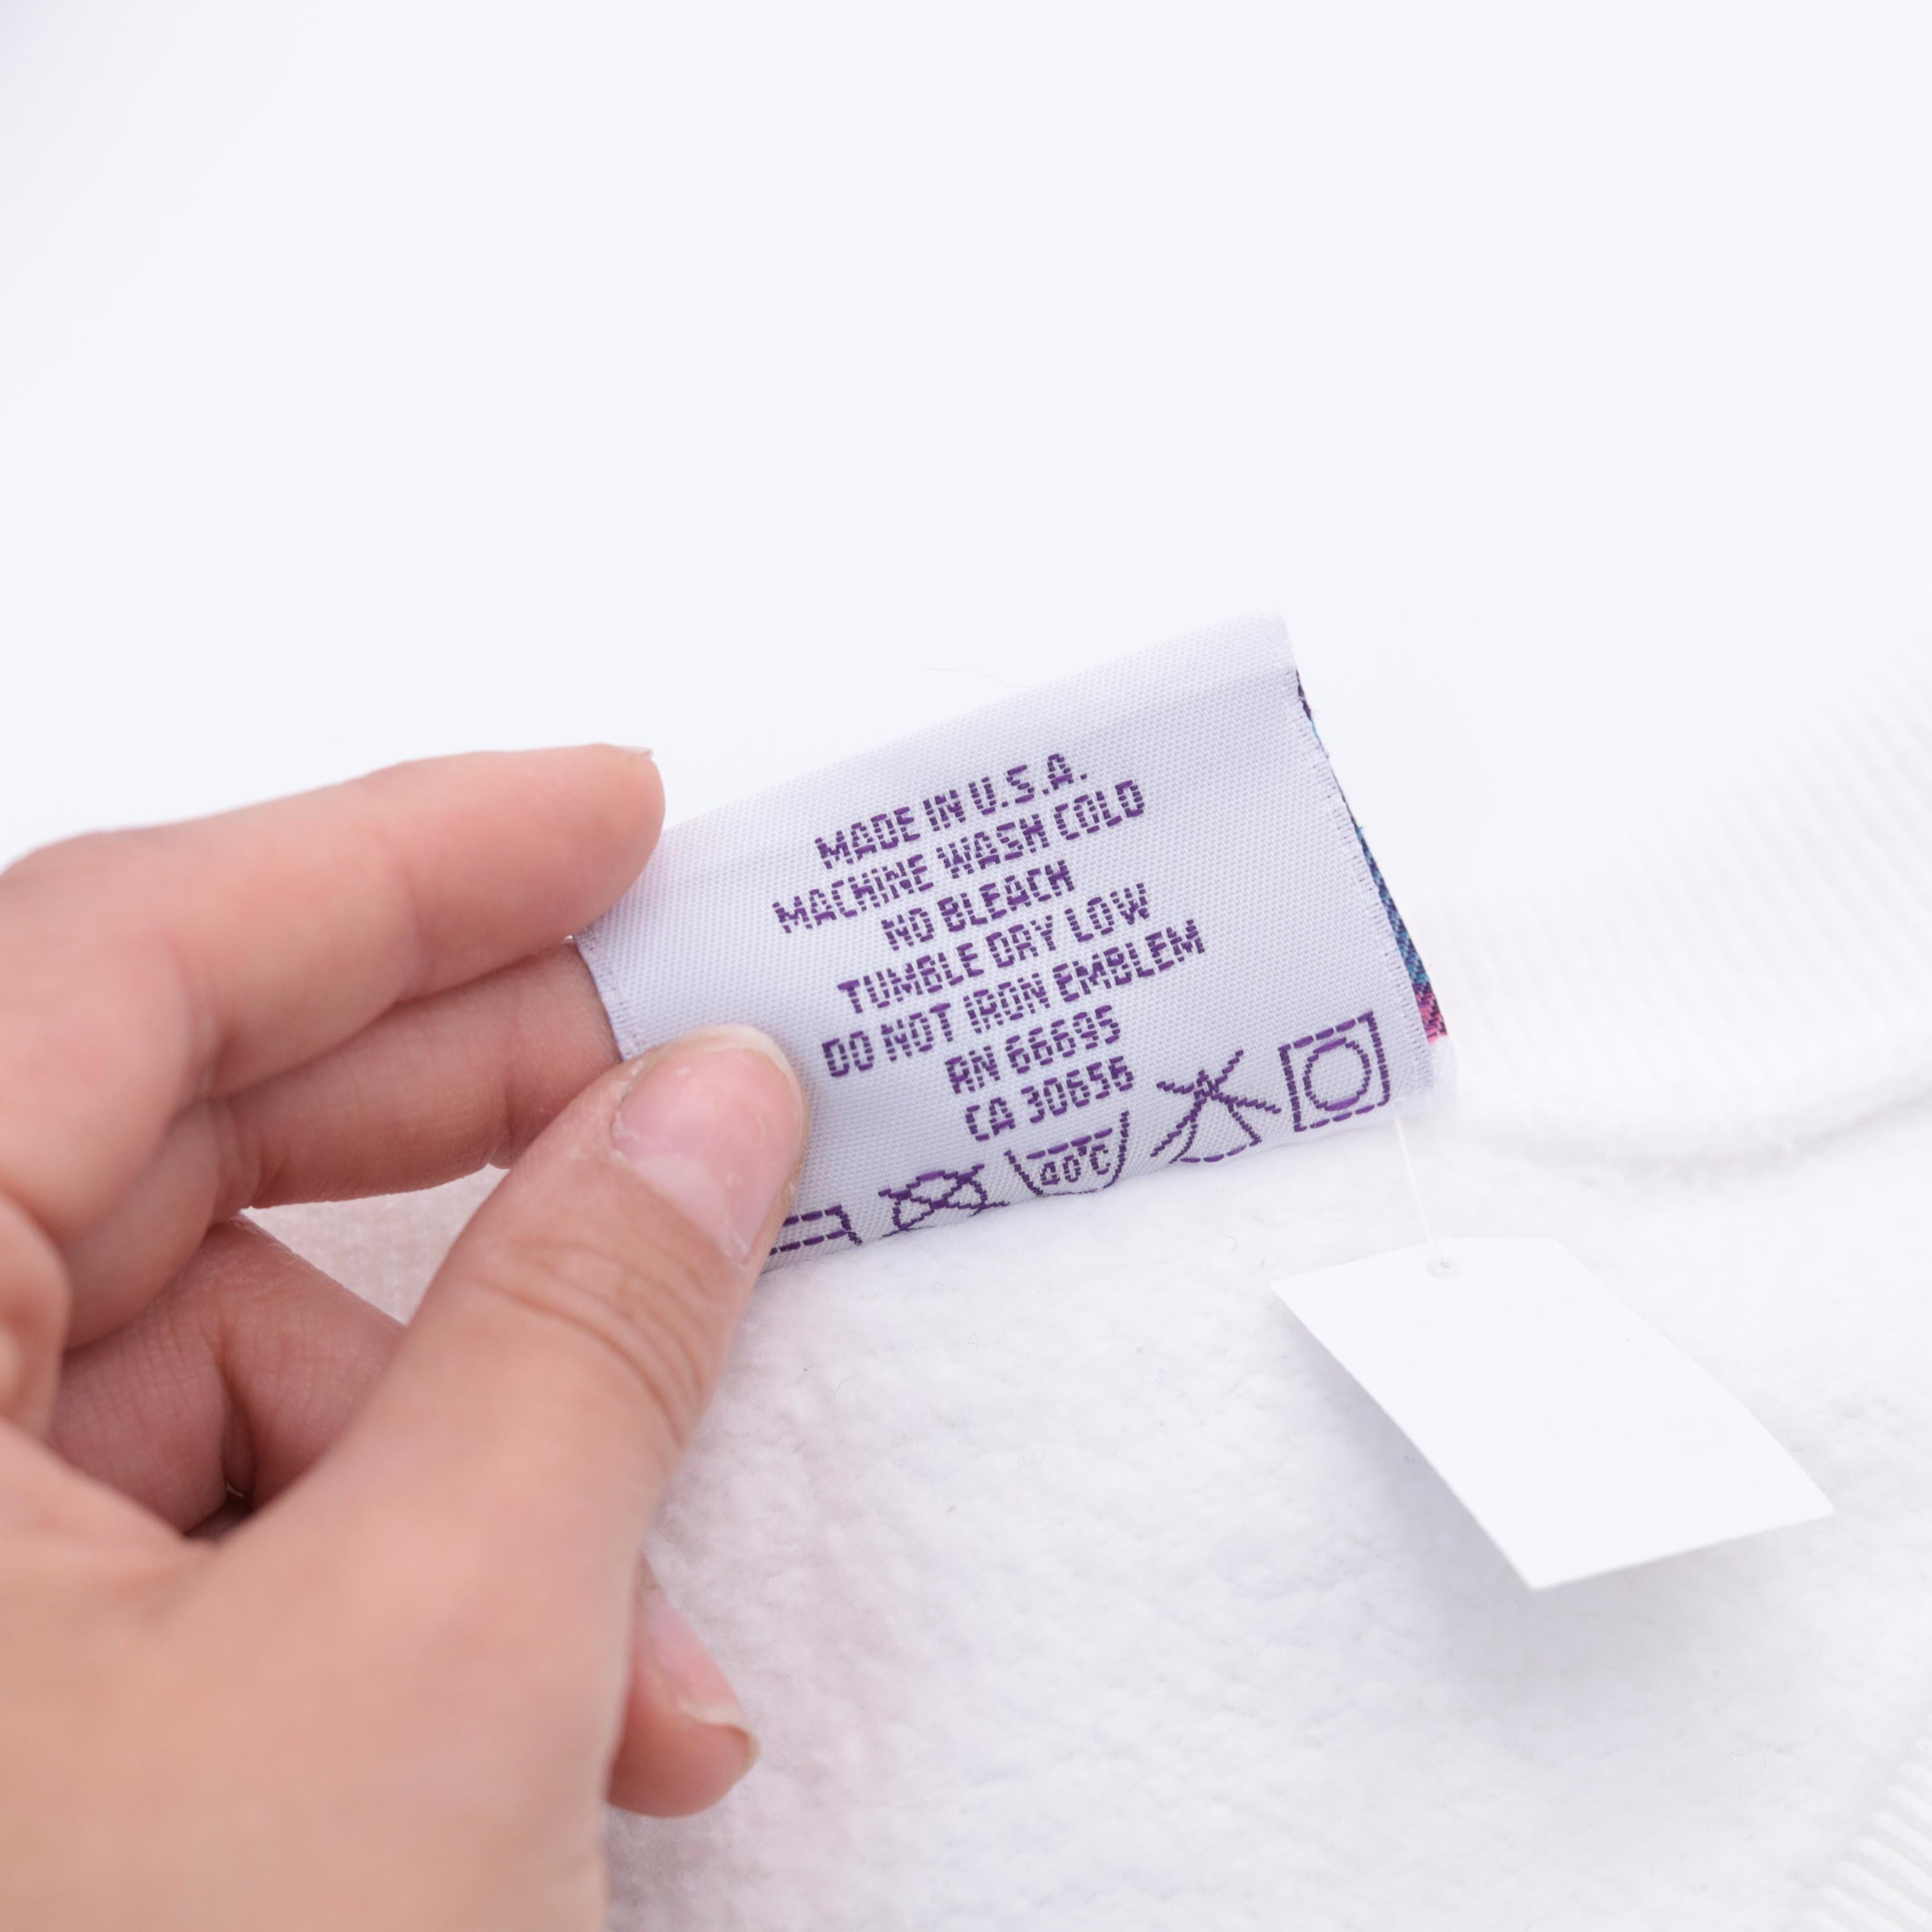 MADE IN U.S.A.
MACHINE WASH COLD
NO BLEACH
TUMBLE DRY LOW
DO NOT IRON EMBLEM
RN 66695
CA 30656
40°C